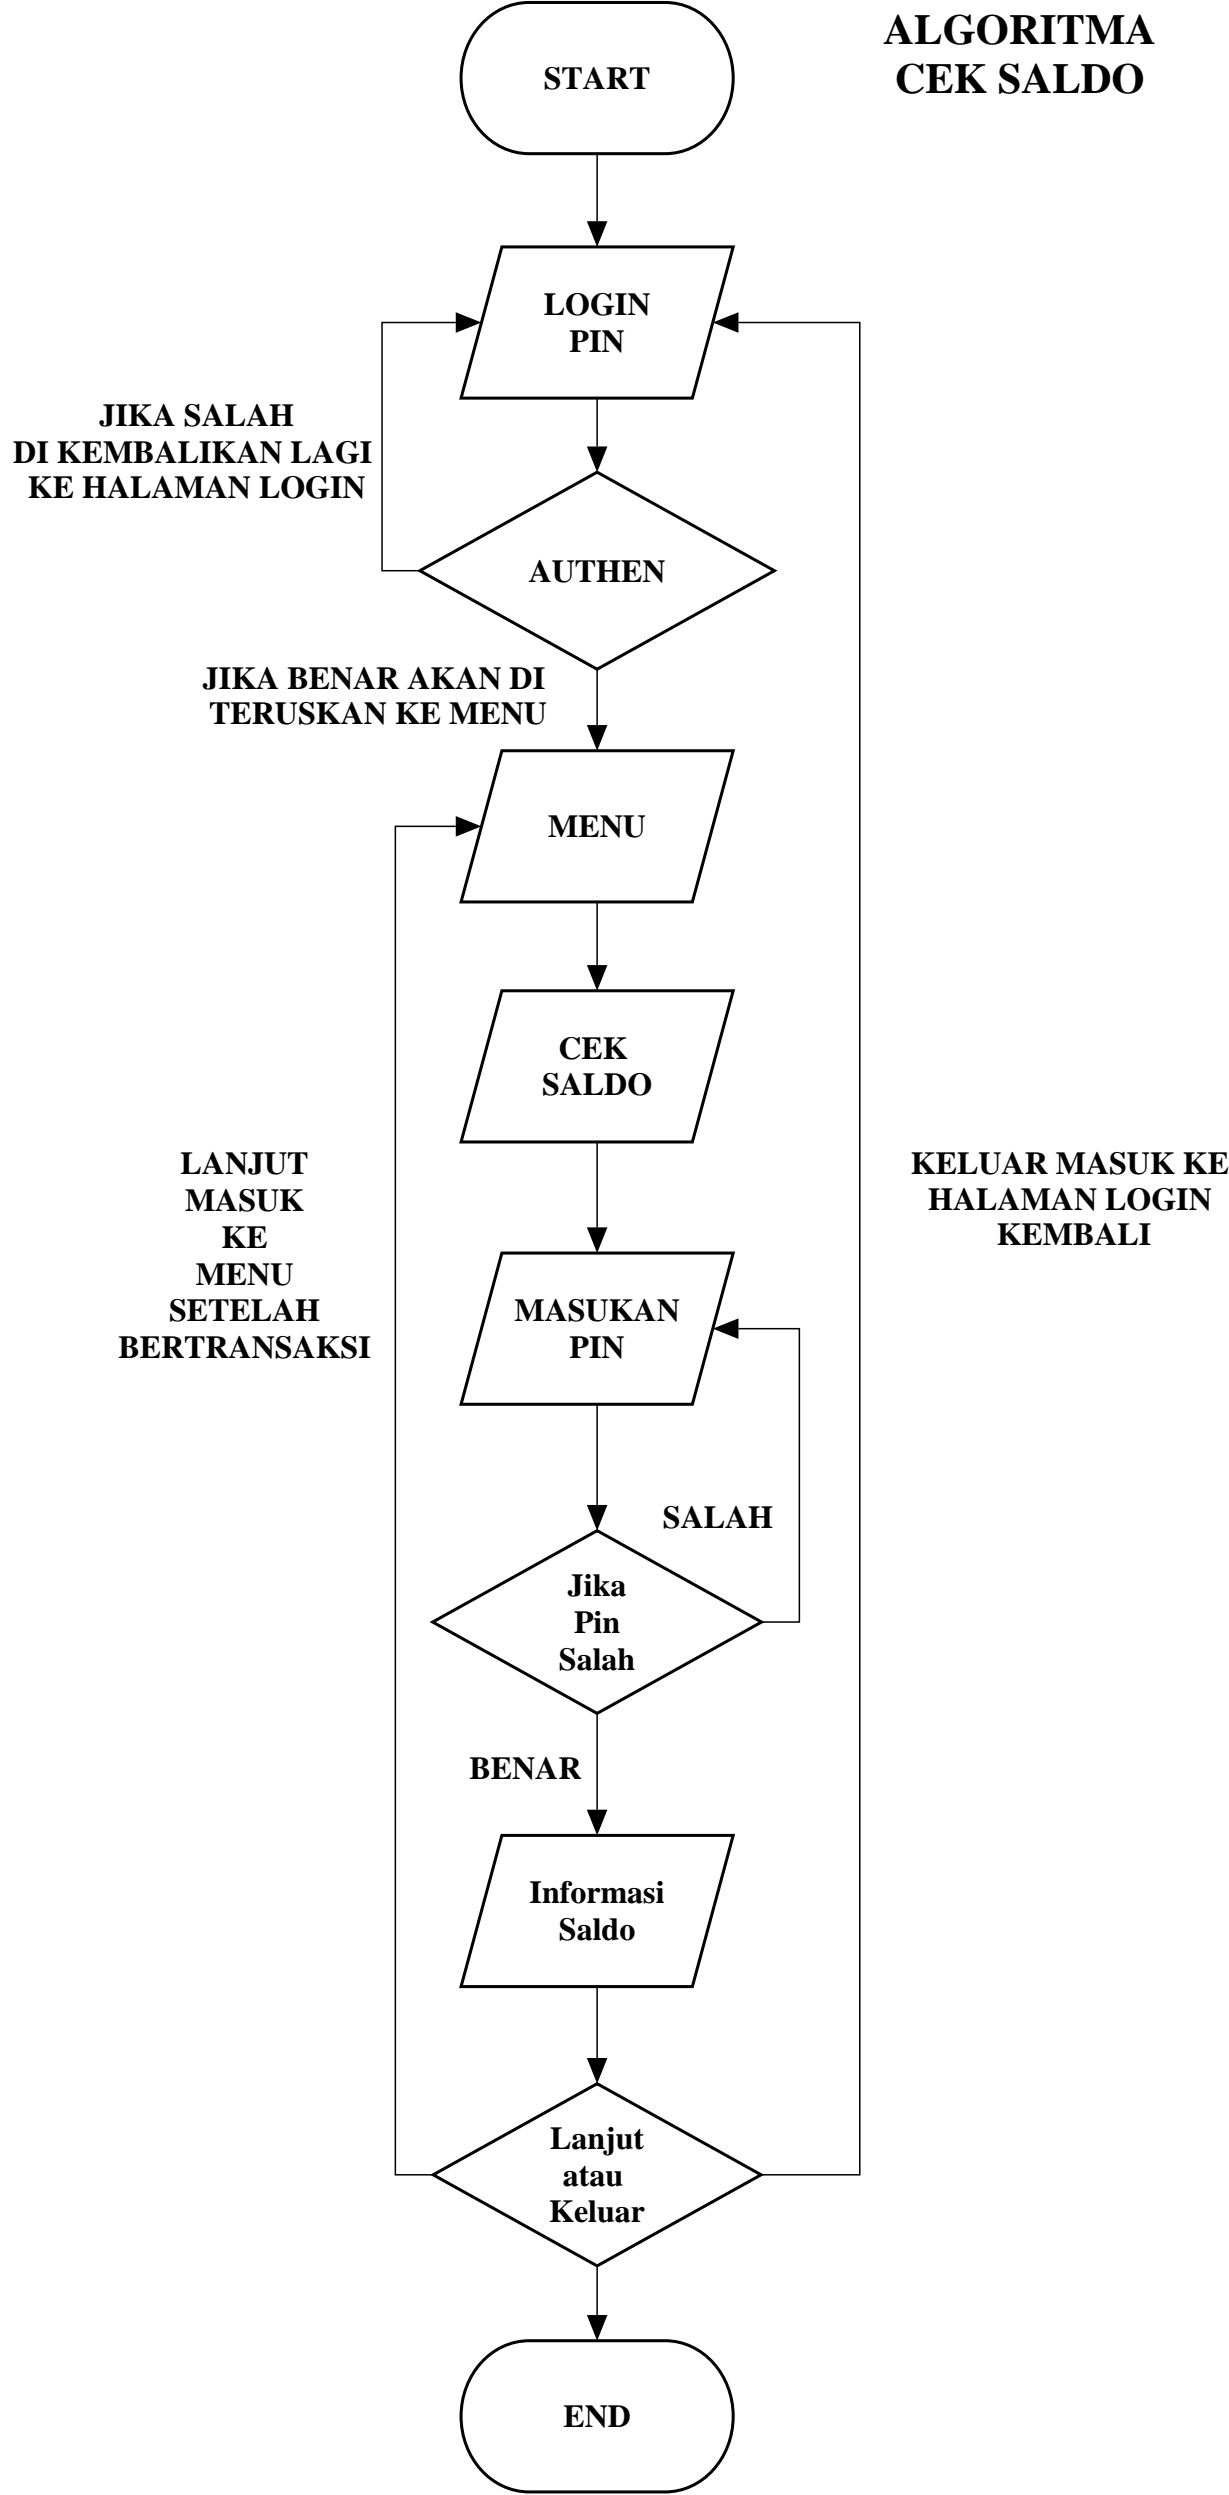 ALGORITMA
CEK SALDO
START
LOGIN
PIN
JIKA SALAH
DI KEMBALIKAN LAGI
KE HALAMAN LOGIN
AUTHEN
JIKA BENAR AKAN DI
TERUSKAN KE MENU
MENU
CEK
SALDO
LANJUT
MASUK
KE
MENU
SETELAH
BERTRANSAKSI
KELUAR MASUK KE
HALAMAN LOGIN
KEMBALI
MASUKAN
PIN
SALAH
Jika
Pin
Salah
BENAR
Informasi
Saldo
Lanjut
atau
Keluar
END